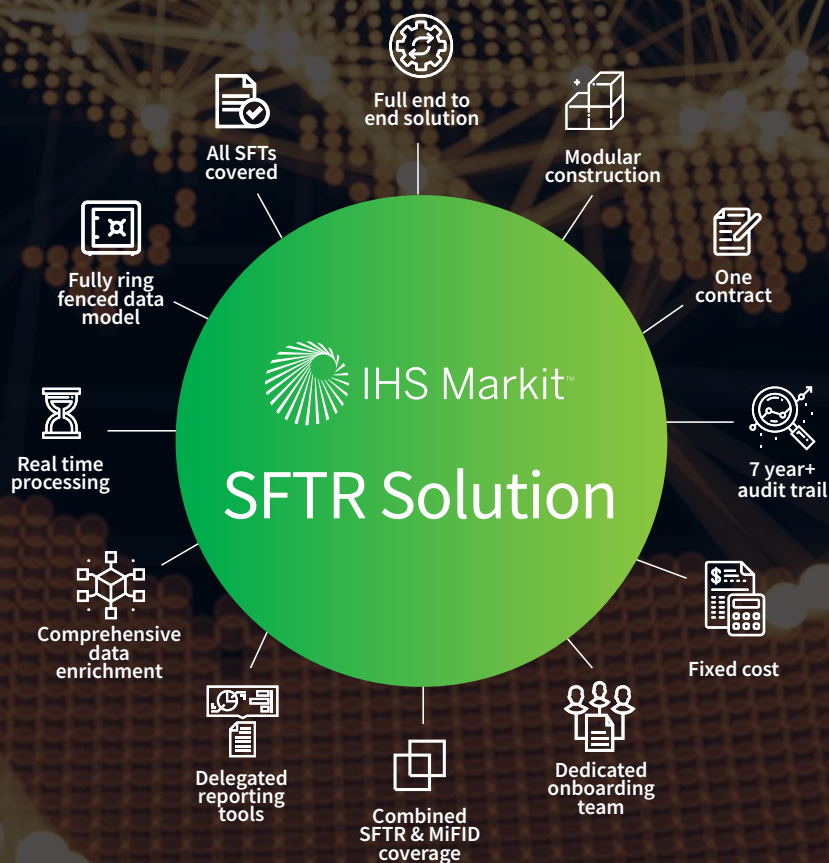 Full end to
end solution
All SFTs
covered
Modular
construction
Fully ring
fenced data
model
One
contract
IHS Markit™
SFTR Solution
Real time
processing
7 year+
audit trail
$
Comprehensive
data
enrichment
Fixed cost
Delegated
reporting
tools
Dedicated
onboarding
team
Combined
SFTR & MiFID
coverage